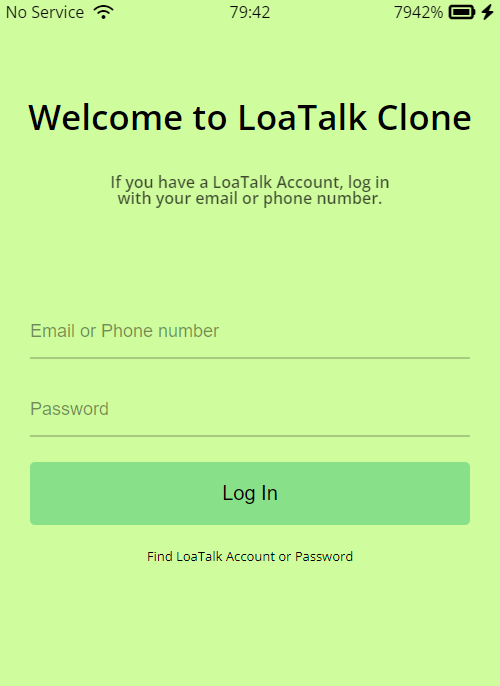 No Service 79:42 7942%
Welcome to LoaTalk Clone
If you have a LoaTalk Account, log in
with your email or phone number.
Email or Phone number
Password
Log In
Find LoaTalk Account or Password